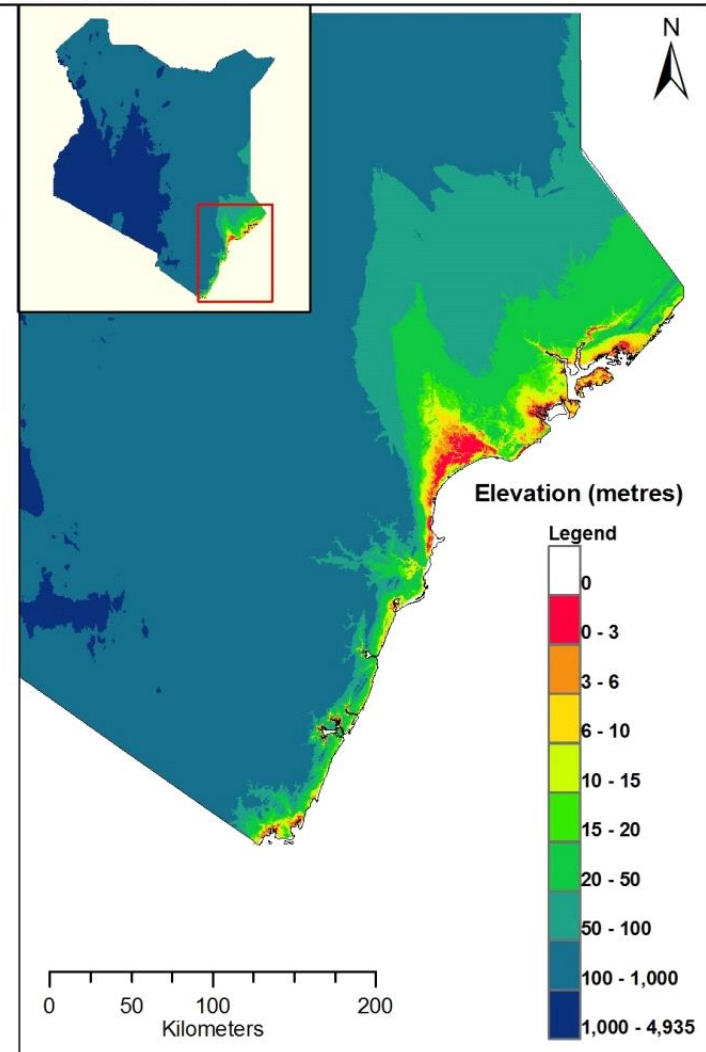 N
Elevation (metres)
Legend
0
0 - 3
3 - 6
6 - 10
10 - 15
15 - 20
20 - 50
50 - 100
100 - 1,000
1,000 - 4,935
0 50 100 200
Kilometers